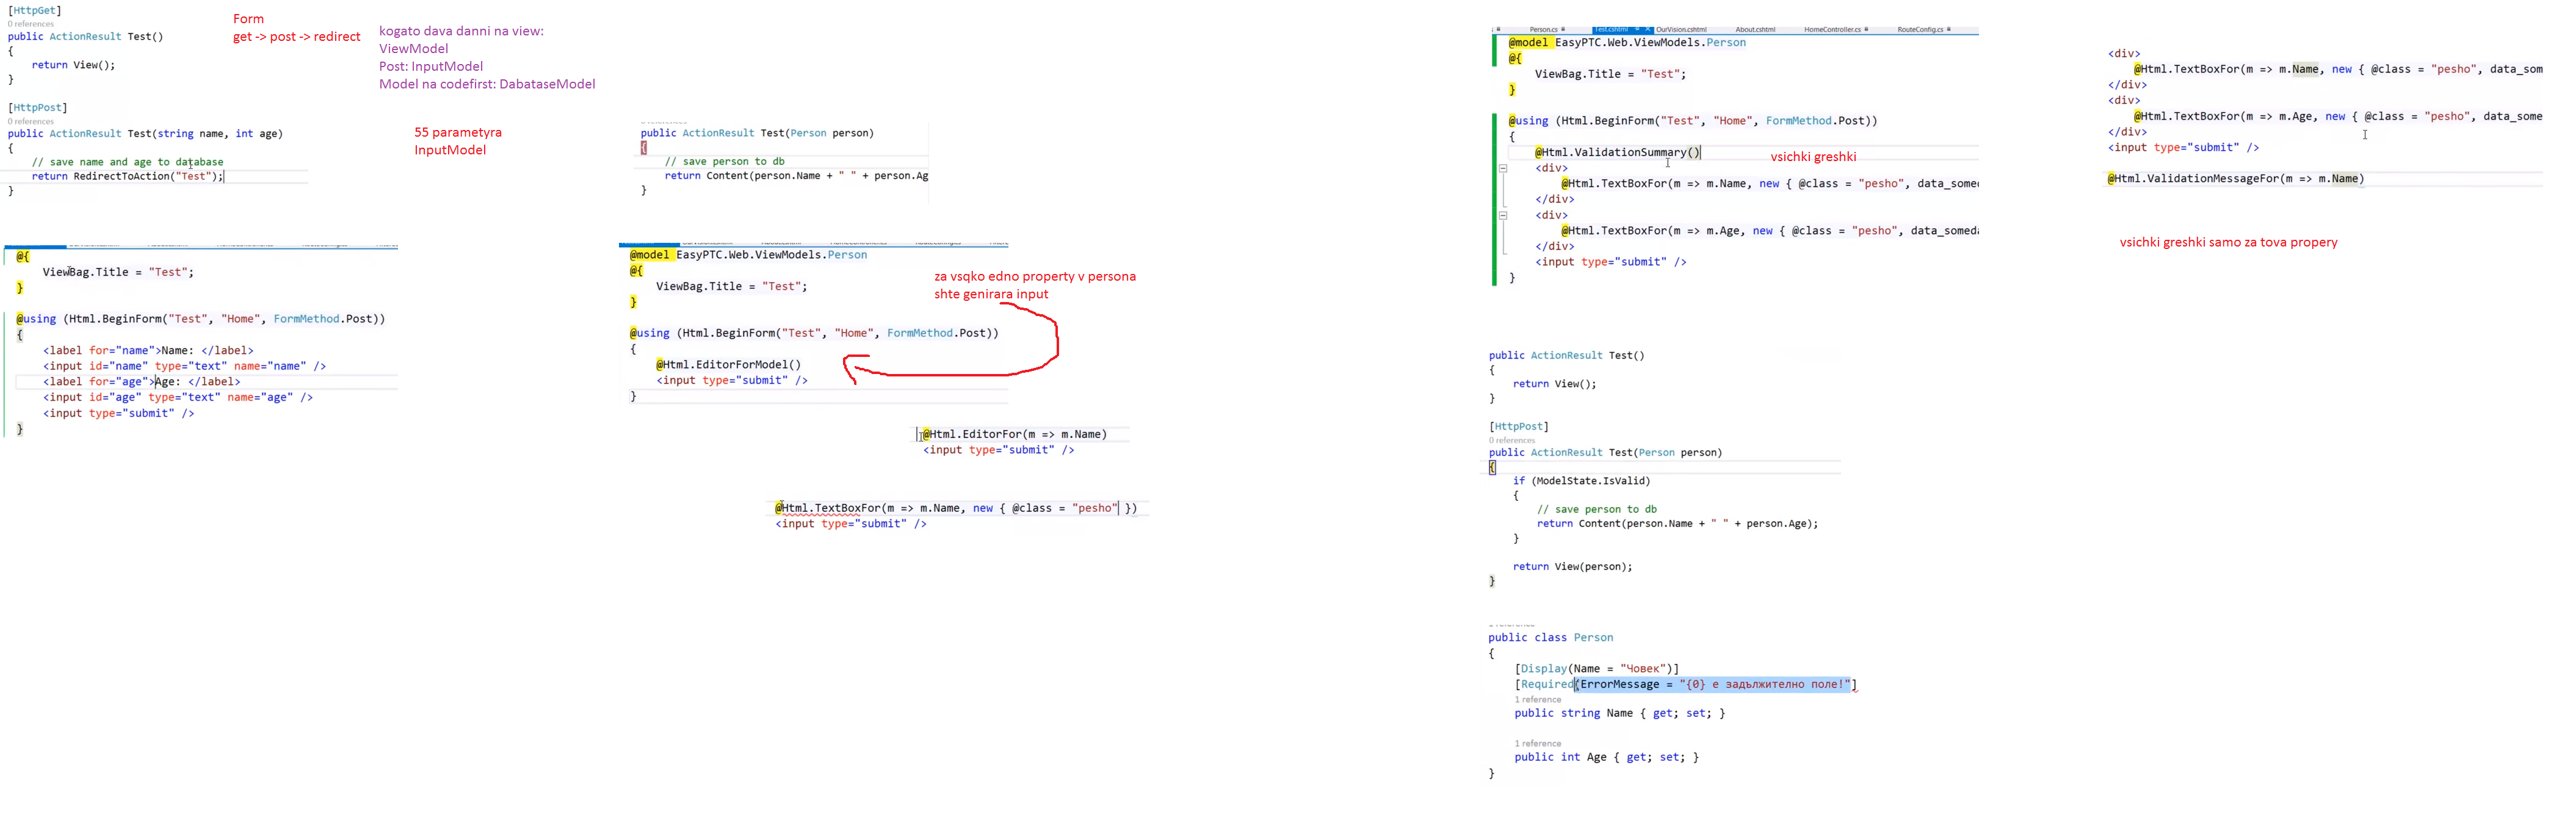 [HttpGet]
0 references
public ActionResult Test()
{
return View();
}
[HttpPost]
0 references
public ActionResult Test(string name, int age)
{
// save name and age to database
return RedirectToAction("Test");
}
Form
get -> post -> redirect
kogato dava danni na view:
ViewModel
Post: InputModel
Model na codefirst: DabataseModel
55 parametyra
InputModel
public ActionResult Test(Person person)
{
// save person to db
return Content(person.Name + " " + person.Ag
}
@{
ViewBag.Title = "Test";
}
@using (Html.BeginForm("Test", "Home", FormMethod.Post))
{
<label for="name">Name: </label>
<input id="name" type="text" name="name" />
<label for="age">Age: </label>
<input id="age" type="text" name="age" />
<input type="submit" />
}
@model EasyPTC.Web.ViewModels.Person
@{
ViewBag.Title = "Test";
}
@using (Html.BeginForm("Test", "Home", FormMethod.Post))
{
@Html.EditorForModel()
<input type="submit" />
}
za vsqko edno property v persona
shte genirara input
@Html.EditorFor(m => m.Name)
<input type="submit" />
@Html.TextBoxFor(m => m.Name, new { @class = "pesho" })
<input type="submit" />
Person.cs Test.cshtml OurVision.cshtml About.cshtml HomeController.cs RouteConfig.cs
@model EasyPTC.Web.ViewModels.Person
@{
ViewBag.Title = "Test";
}
@using (Html.BeginForm("Test", "Home", FormMethod.Post))
{
@Html.ValidationSummary()
<div>
@Html.TextBoxFor(m => m.Name, new { @class = "pesho", data_somed
</div>
<div>
@Html.TextBoxFor(m => m.Age, new { @class = "pesho", data_someda
</div>
<input type="submit" />
}
vsichki greshki
<div>
@Html.TextBoxFor(m => m.Name, new { @class = "pesho", data_som
</div>
<div>
@Html.TextBoxFor(m => m.Age, new { @class = "pesho", data_some
</div>
<input type="submit" />
@Html.ValidationMessageFor(m => m.Name)
vsichki greshki samo za tova propery
public ActionResult Test()
{
return View();
}
[HttpPost]
0 references
public ActionResult Test(Person person)
{
if (ModelState.IsValid)
{
// save person to db
return Content(person.Name + " " + person.Age);
}
return View(person);
}
public class Person
{
[Display(Name = "Човек")]
[Required(ErrorMessage = "{0} е задължително поле!"]
1 reference
public string Name { get; set; }
1 reference
public int Age { get; set; }
}